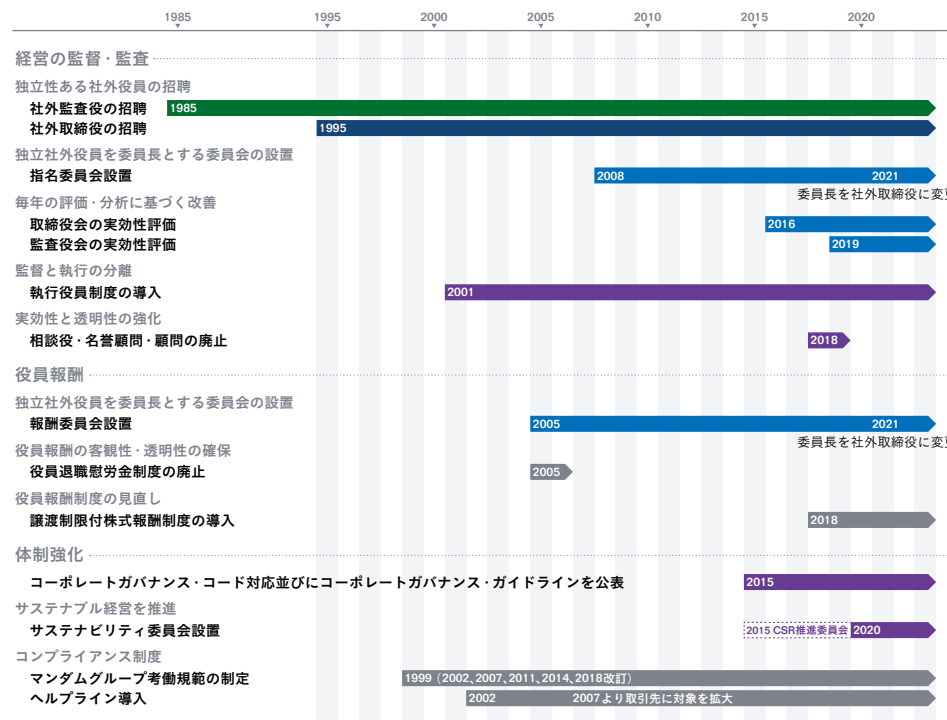 1985 1995 2000 2005 2010 2015 2020
経営の監督・監査
独立性ある社外役員の招聘
社外監査役の招聘 1985
社外取締役の招聘 1995
独立社外役員を委員長とする委員会の設置
指名委員会設置 2008 2021
委員長を社外取締役に変
毎年の評価・分析に基づく改善
取締役会の実効性評価 2016
監査役会の実効性評価 2019
監督と執行の分離
執行役員制度の導入 2001
実効性と透明性の強化
相談役・名誉顧問・顧問の廃止 2018
役員報酬
独立社外役員を委員長とする委員会の設置
報酬委員会設置 2005 2021
委員長を社外取締役に変
役員報酬の客観性・透明性の確保
役員退職慰労金制度の廃止 2005
役員報酬制度の見直し
譲渡制限付株式報酬制度の導入 2018
体制強化
コーポレートガバナンス・コード対応並びにコーポレートガバナンス・ガイドラインを公表 2015
サステナブル経営を推進
サステナビリティ委員会設置 2015 CSR推進委員会 2020
コンプライアンス制度
マンダムグループ考働規範の制定 1999（2002、2007、2011、2014、2018改訂）
ヘルプライン導入 2002 2007より取引先に対象を拡大